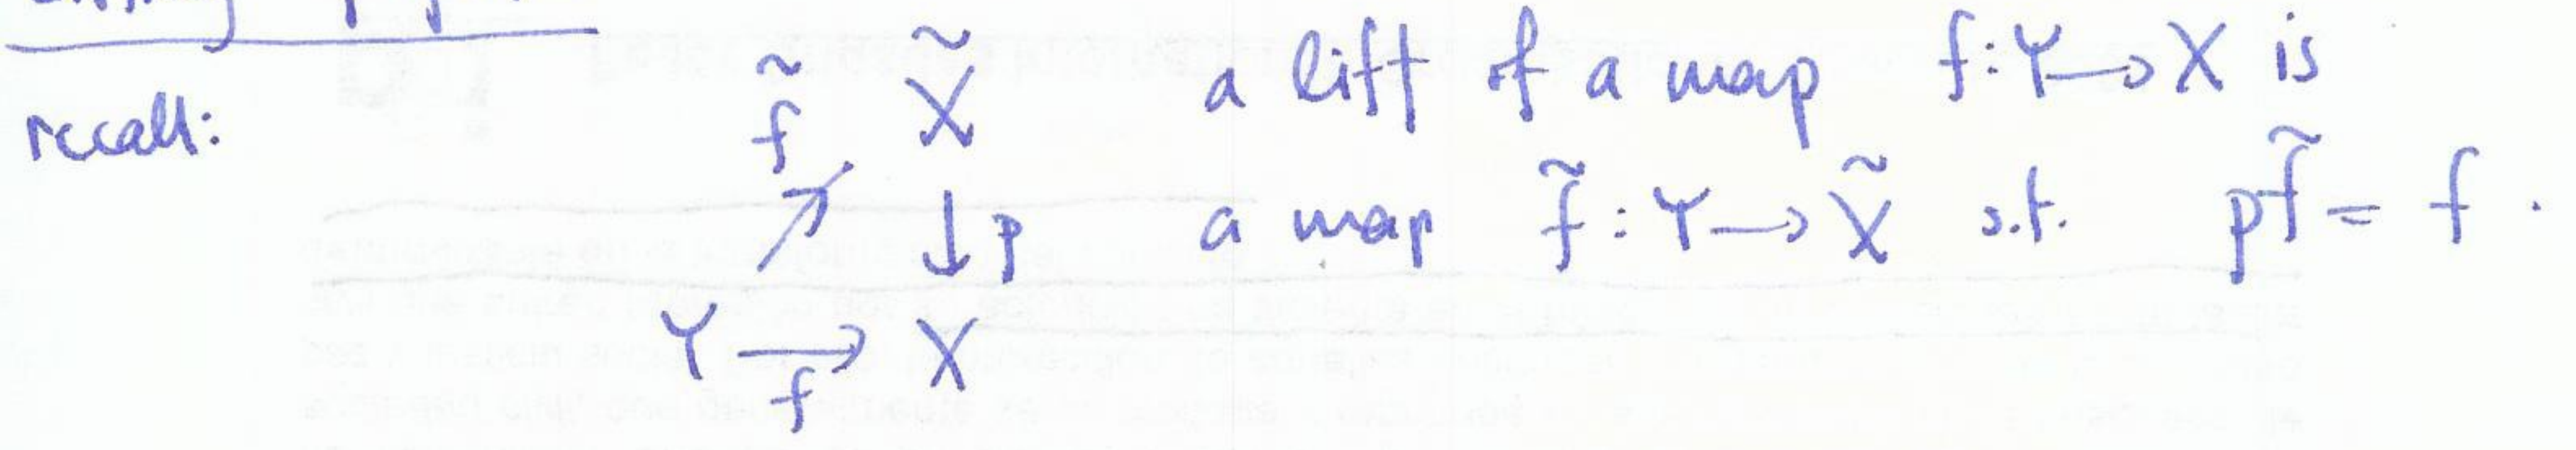 recall:
f̃ X̃ a lift of a map f: Y → X is
↗ ↓p a map f̃ : Y → X̃ s.t. pf̃ = f.
Y → X
f